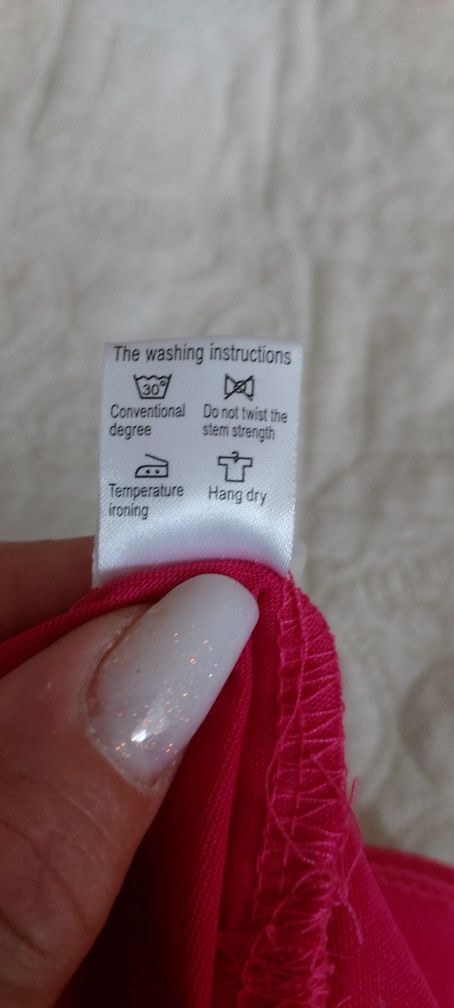 The washing instructions
30°
Conventional degree
Do not twist the stem strength
Temperature ironing
Hang dry